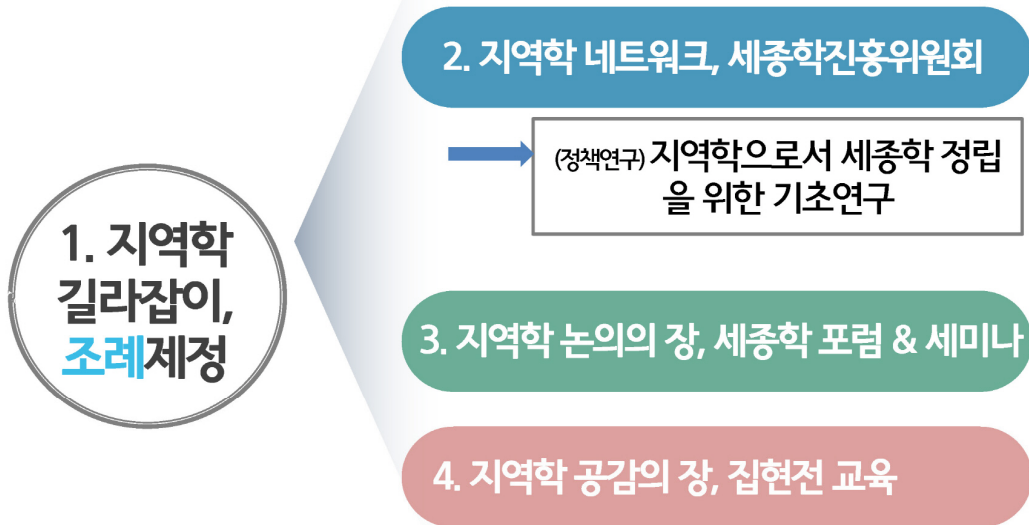 1. 지역학
길라잡이,
조례제정
2. 지역학 네트워크, 세종학진흥위원회
(정책연구) 지역학으로서 세종학 정립
을 위한 기초연구
3. 지역학 논의의 장, 세종학 포럼 & 세미나
4. 지역학 공감의 장, 집현전 교육